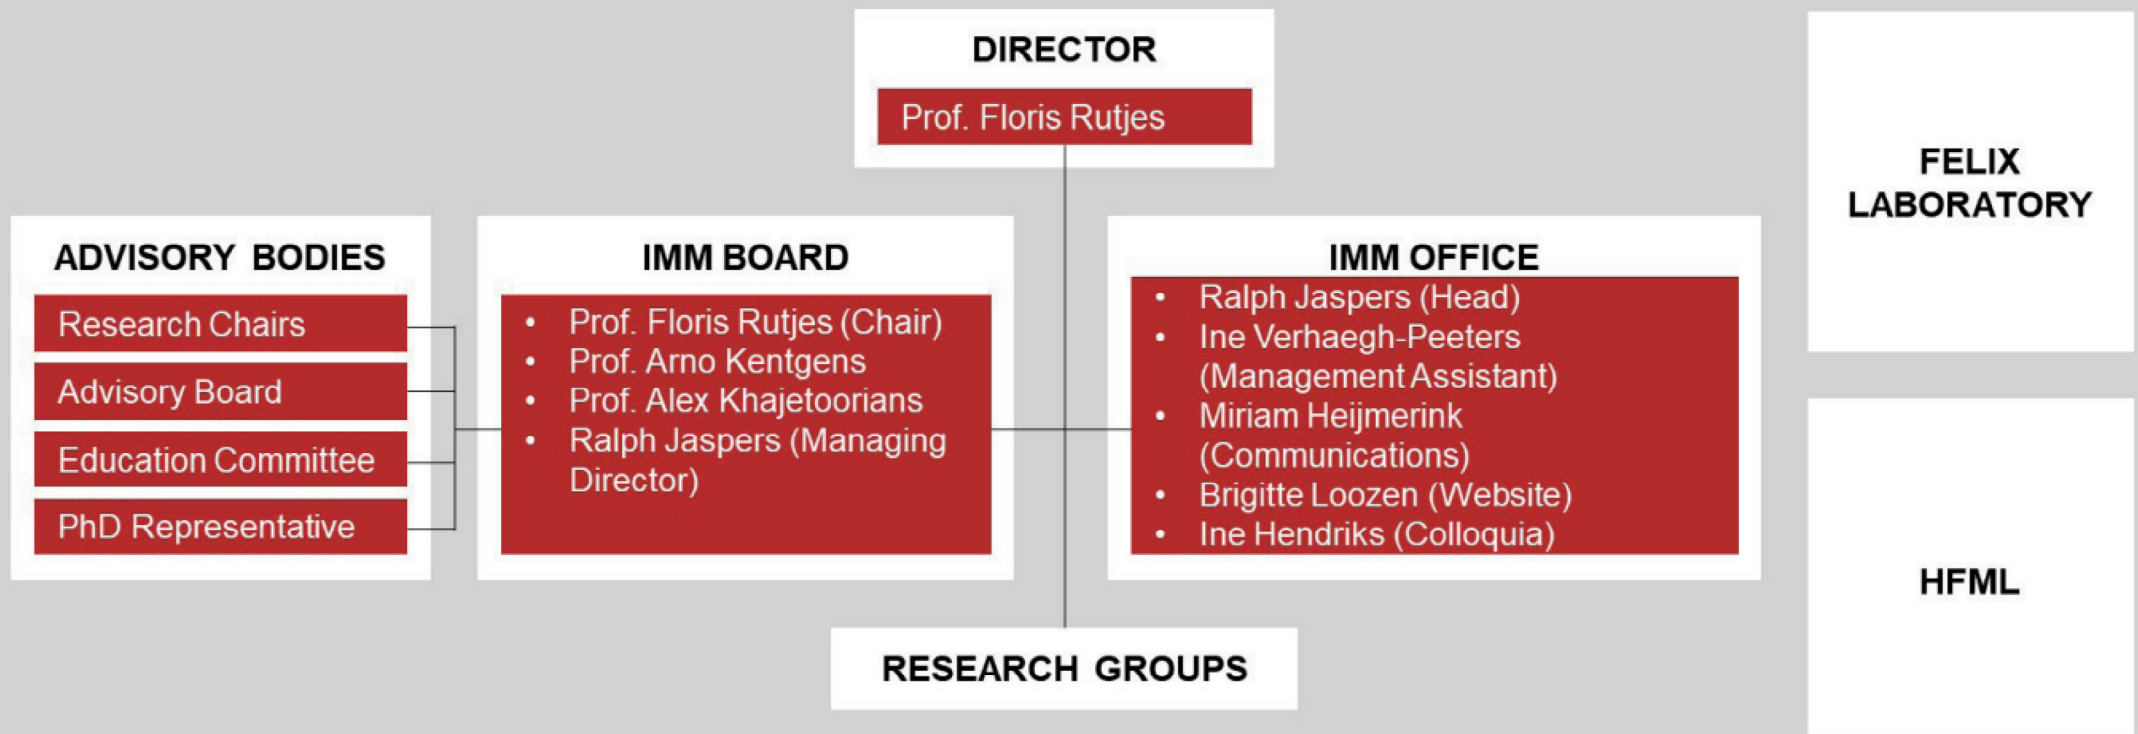 DIRECTOR
Prof. Floris Rutjes
ADVISORY BODIES
Research Chairs
Advisory Board
Education Committee
PhD Representative
IMM BOARD
• Prof. Floris Rutjes (Chair)
• Prof. Arno Kentgens
• Prof. Alex Khajetoorians
• Ralph Jaspers (Managing
Director)
IMM OFFICE
• Ralph Jaspers (Head)
• Ine Verhaegh-Peeters
(Management Assistant)
• Miriam Heijmerink
(Communications)
• Brigitte Loozen (Website)
• Ine Hendriks (Colloquia)
RESEARCH GROUPS
FELIX
LABORATORY
HFML